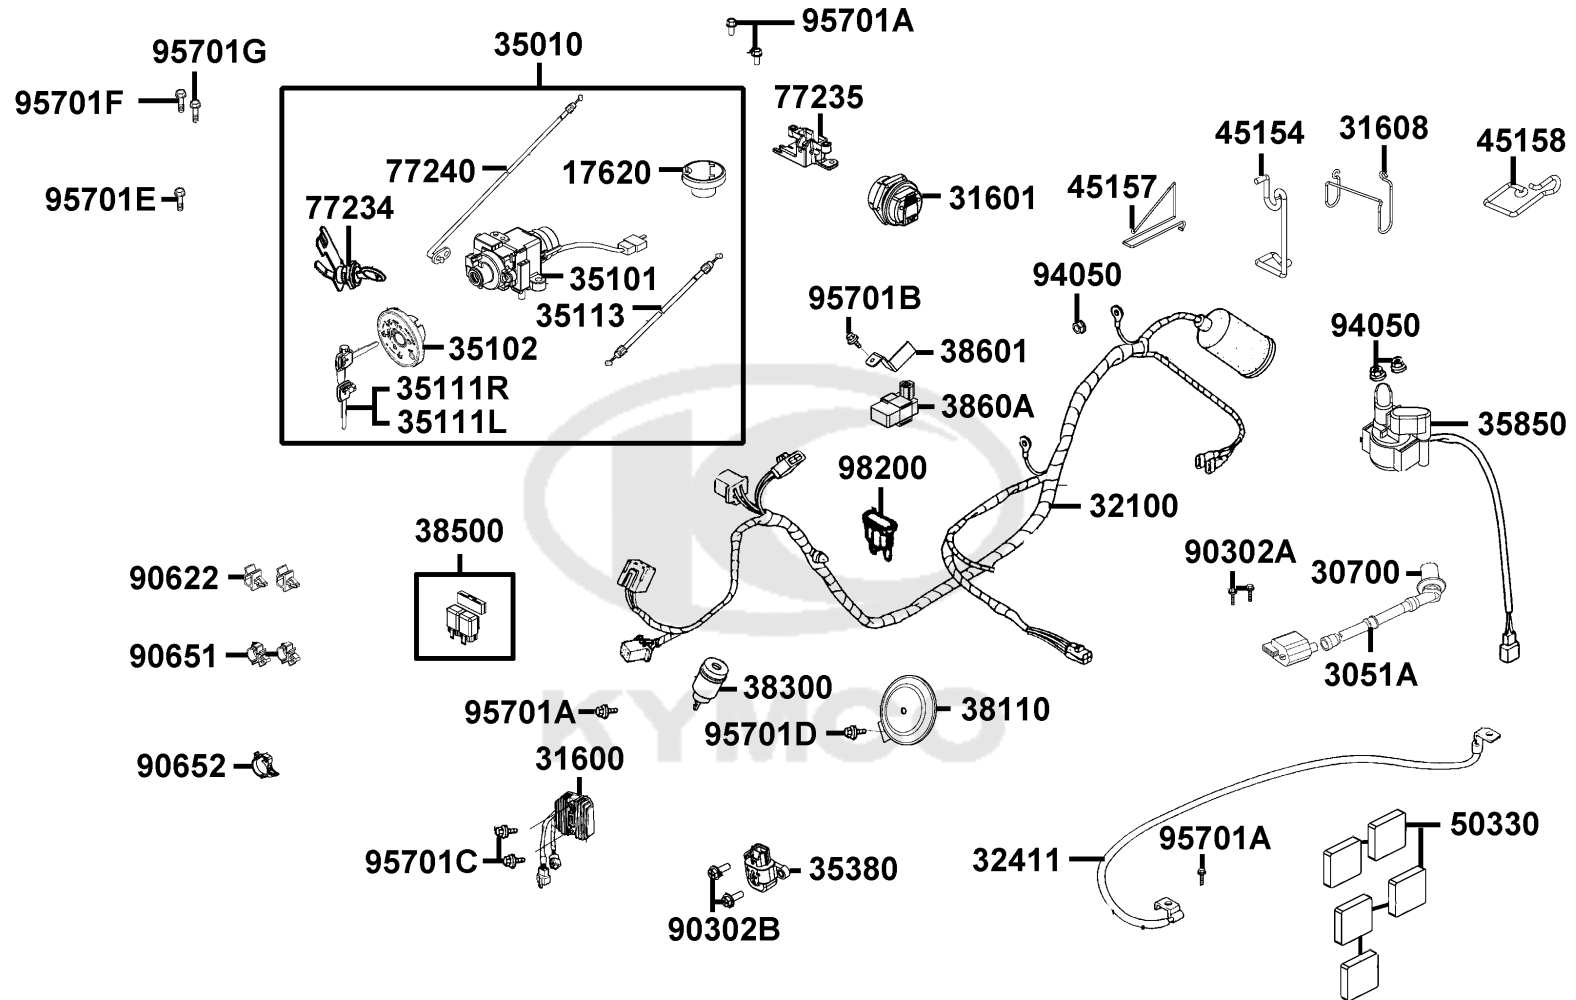 95701A
35010
95701G
95701F
77235
45154
31608
45158
77240
17620
45157
31601
95701E
77234
35101
94050
95701B
35113
94050
35102
38601
35111R
3860A
35111L
35850
98200
32100
38500
90302A
90622
30700
90651
3051A
38300
95701A
38110
95701D
KYMCO
31600
90652
50330
95701A
95701C
32411
35380
90302B